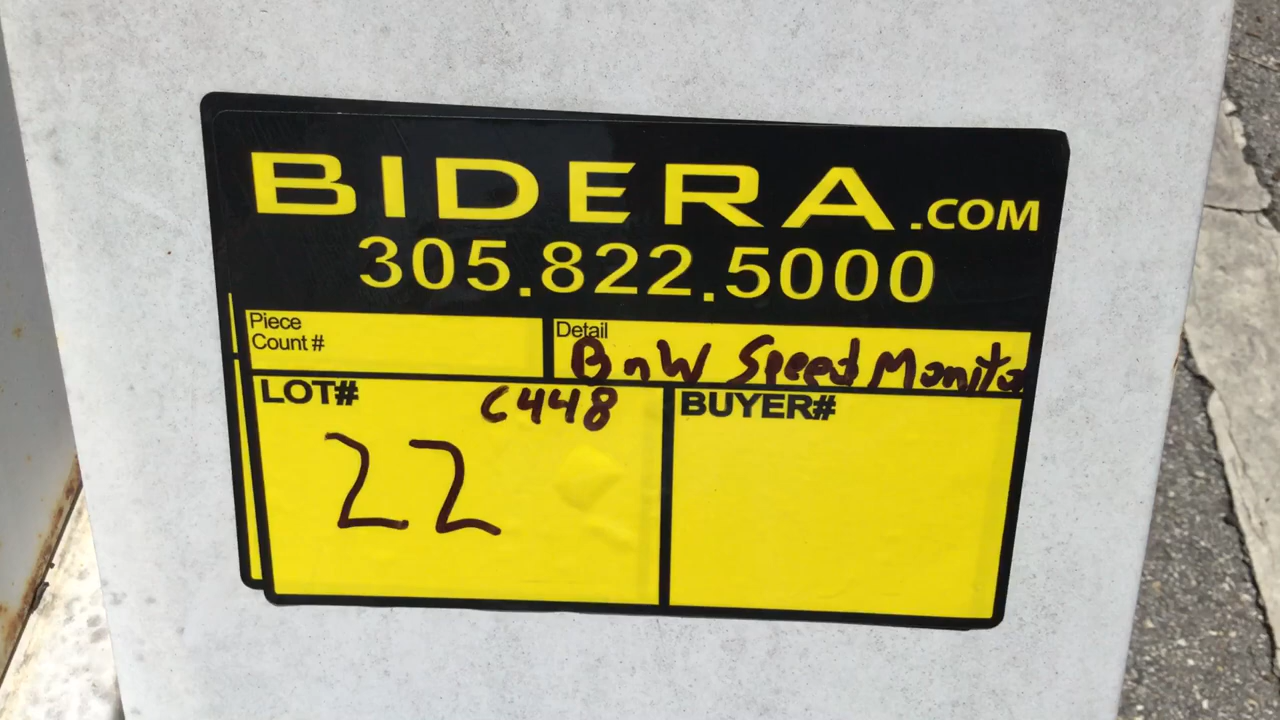 BIDERA.COM
305.822.5000
Piece
Count #
Detail
BnW Speed Monito
LOT#
C448
22
BUYER#